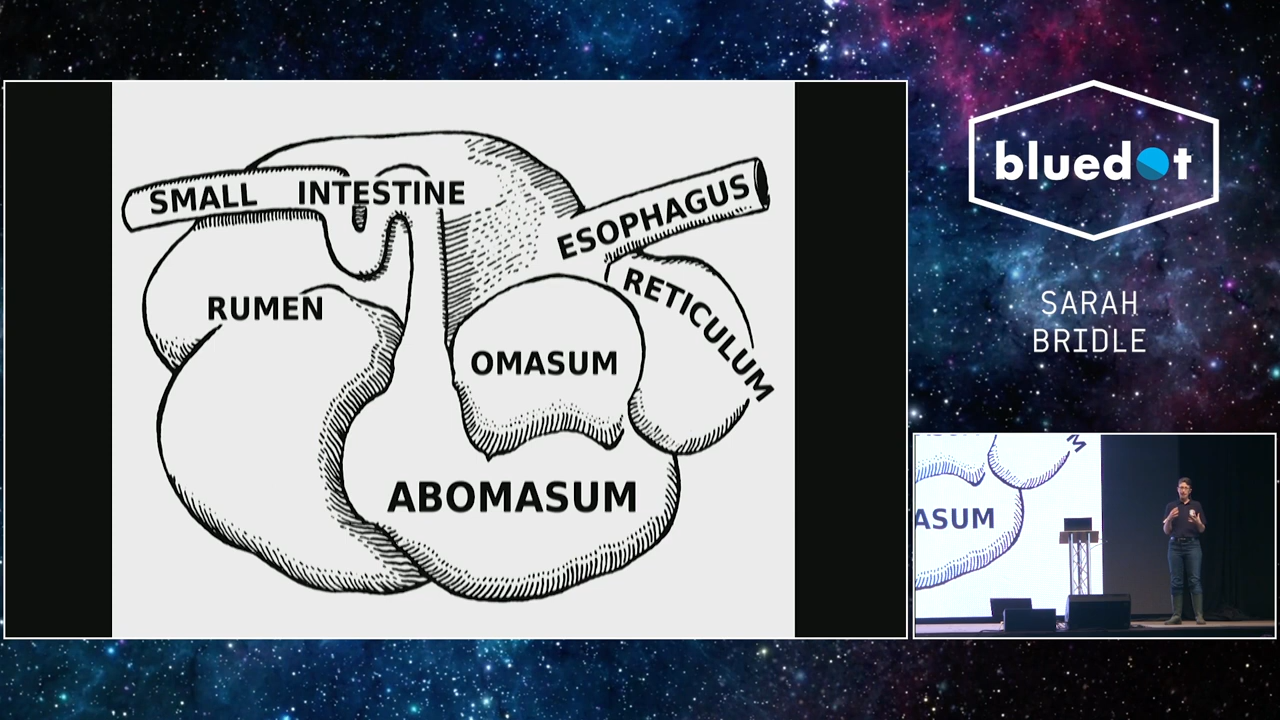 SMALL INTESTINE
ESOPHAGUS
RUMEN
RETICULUM
OMASUM
ABOMASUM
bluedot
SARAH
BRIDLE
M
ASUM